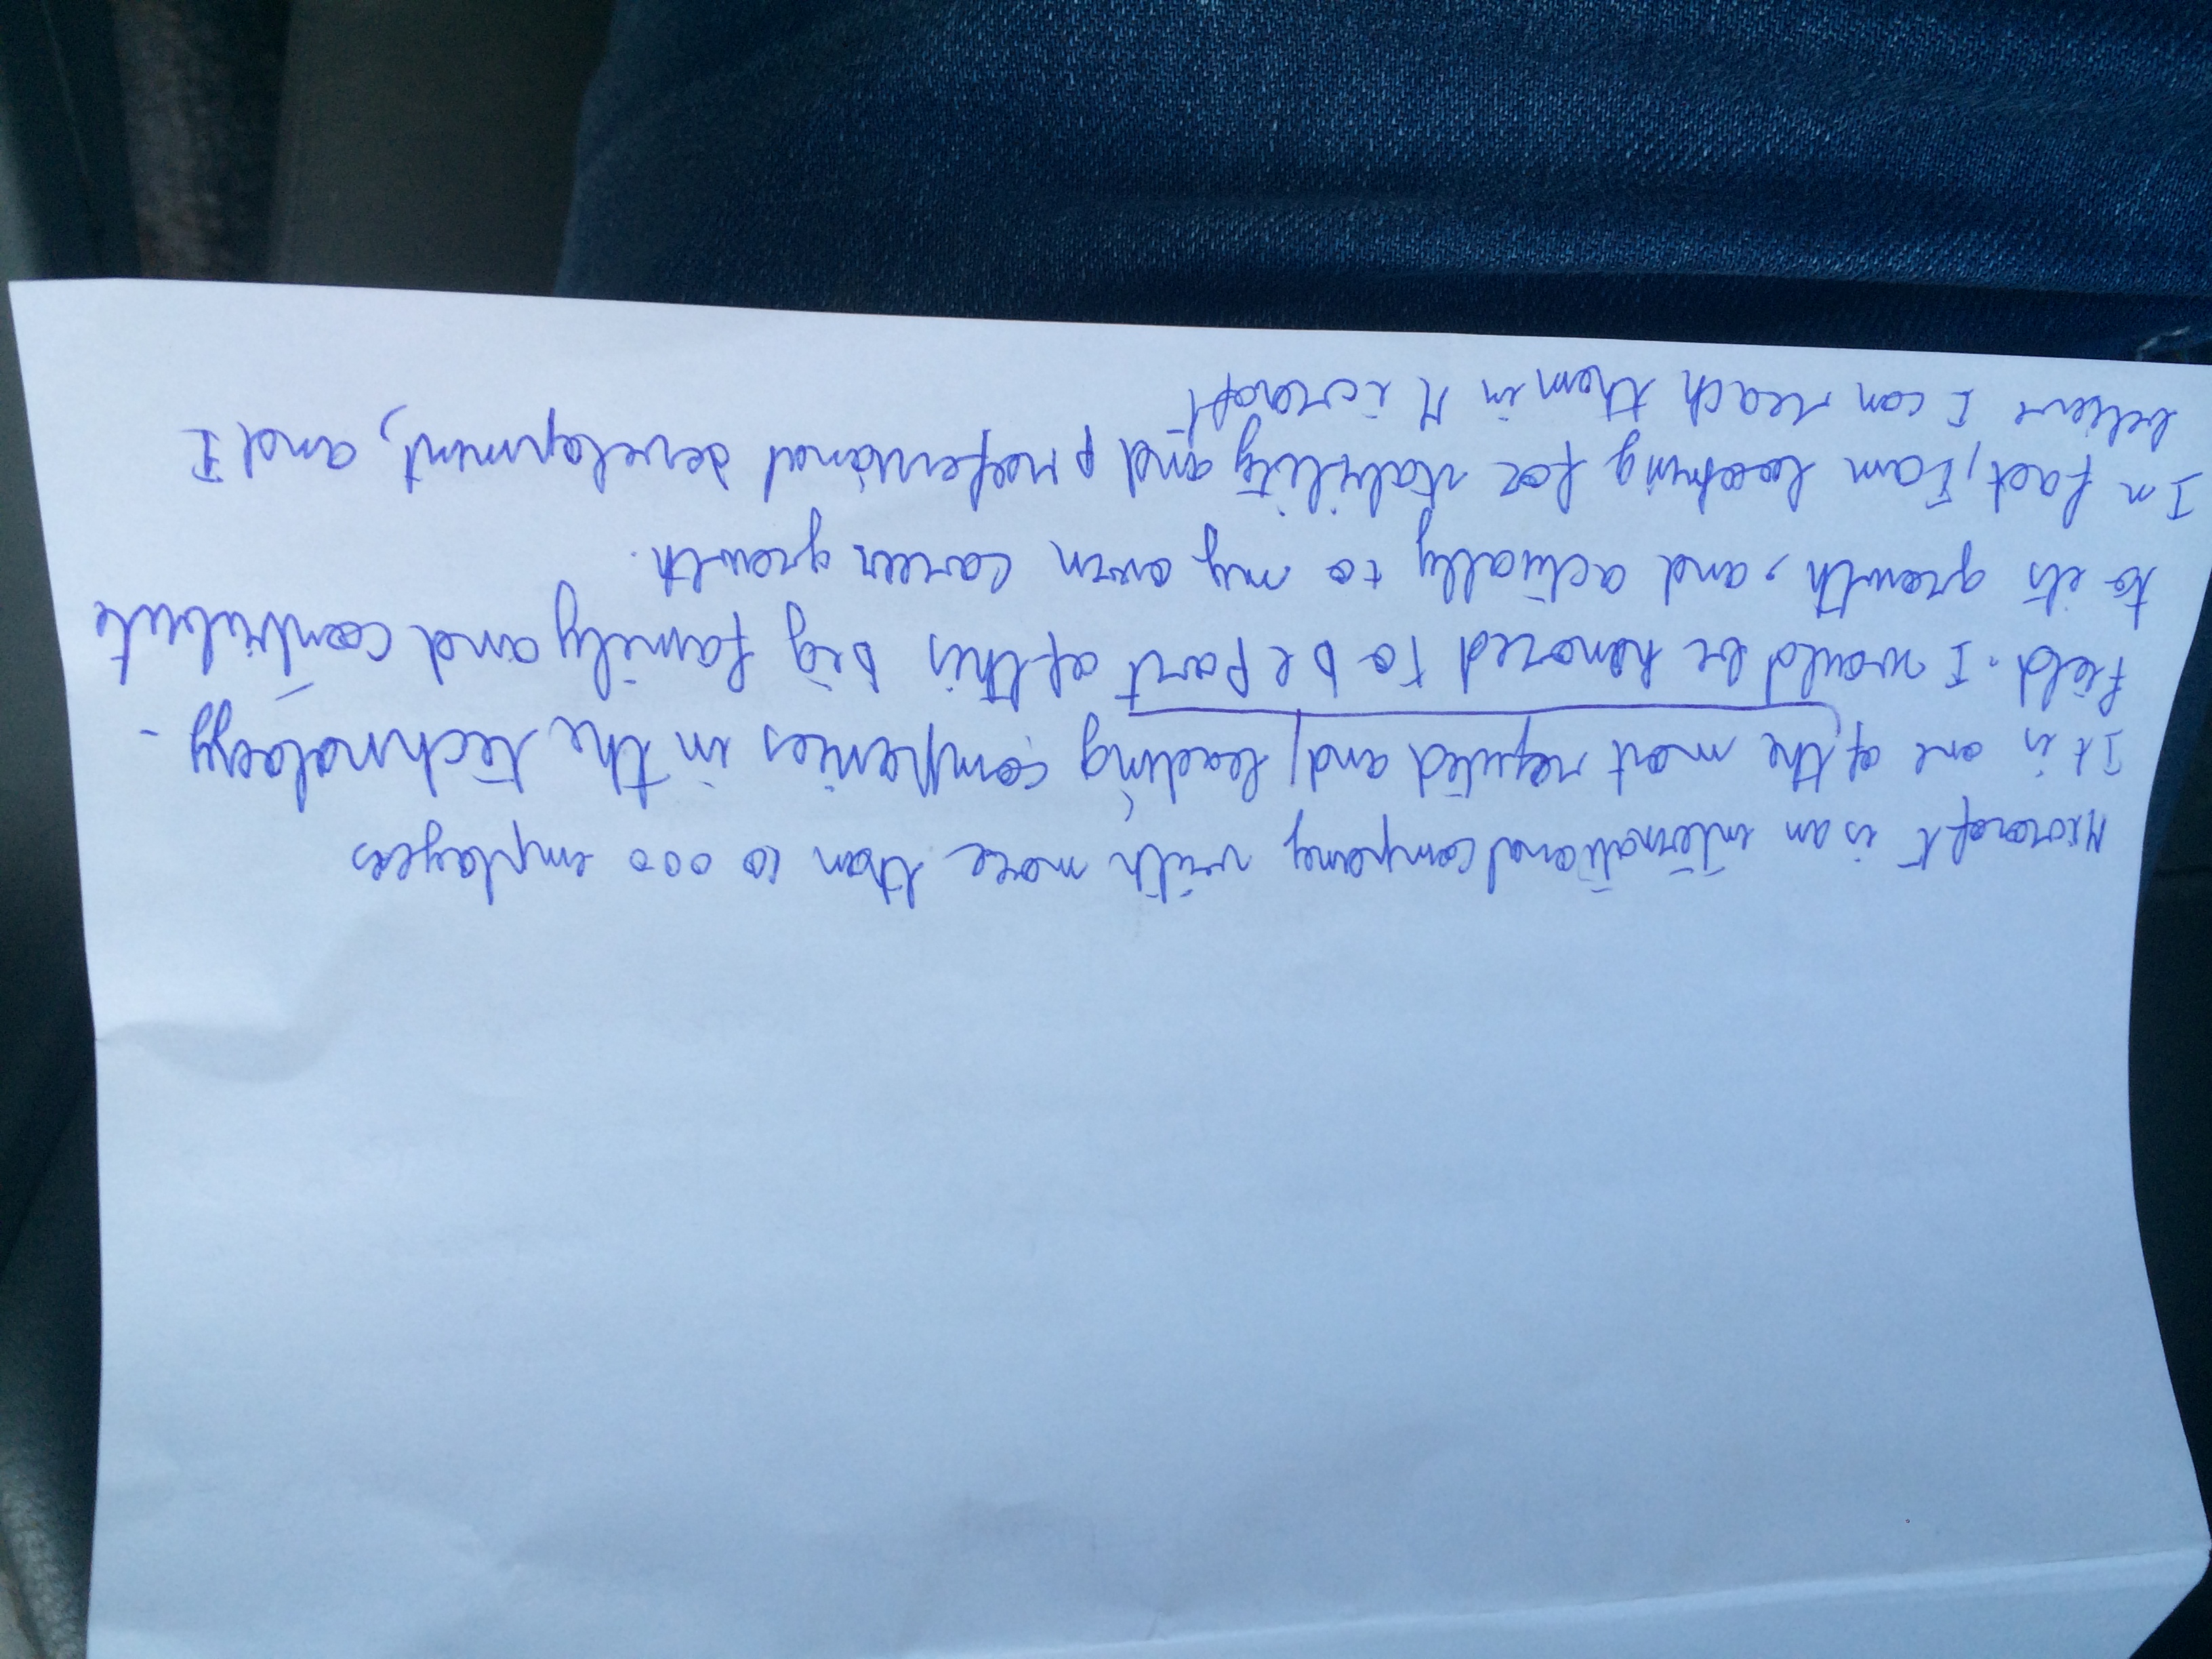 Microsoft is an international company with more than 10 000 employees
It is one of the most reputed and leading companies in the technology -
field. I would be honored to be part of this big family and contribute
to its growth, and actually to my own career growth.
In fact, I am looking for stability and professional development, and I
believe I can reach them in Microsoft